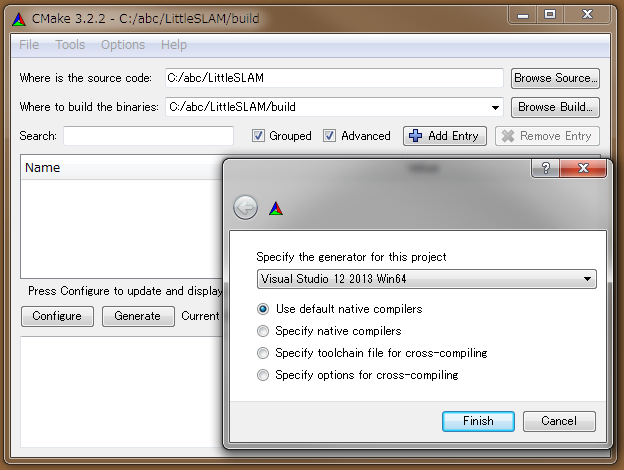 CMake 3.2.2 - C:/abc/LittleSLAM/build
File Tools Options Help
Where is the source code: C:/abc/LittleSLAM Browse Source...
Where to build the binaries: C:/abc/LittleSLAM/build Browse Build...
Search: Grouped Advanced Add Entry Remove Entry
Name
Press Configure to update and display
Configure Generate Current
Specify the generator for this project
Visual Studio 12 2013 Win64
Use default native compilers
Specify native compilers
Specify toolchain file for cross-compiling
Specify options for cross-compiling
Finish Cancel